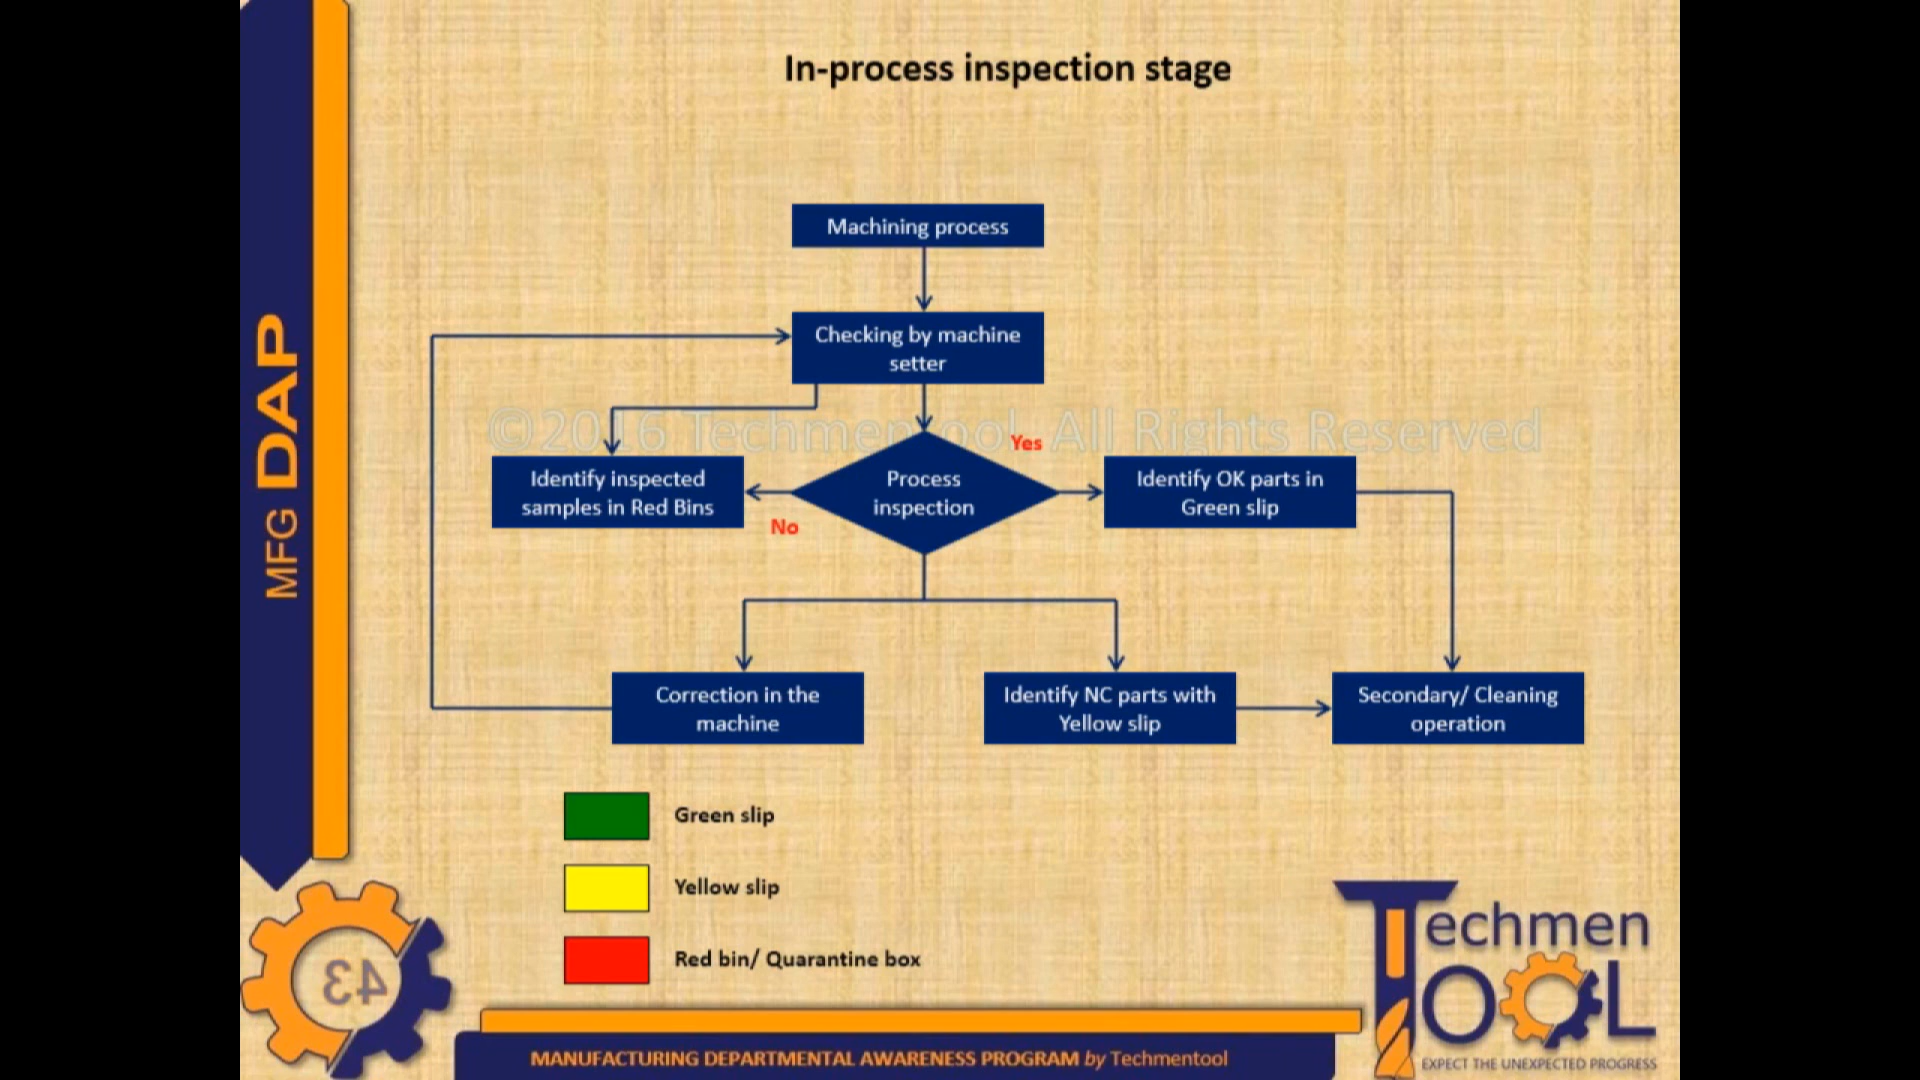 In-process inspection stage
Machining process
Checking by machine
setter
©2016 Techmentool All Rights Reserved
Yes
Identify inspected
samples in Red Bins
Process
inspection
Identify OK parts in
Green slip
No
Correction in the
machine
Identify NC parts with
Yellow slip
Secondary/ Cleaning
operation
Green slip
Yellow slip
Red bin/ Quarantine box
MFG DAP
43
MANUFACTURING DEPARTMENTAL AWARENESS PROGRAM by Techmentool
Techmen
TOOL
EXPECT THE UNEXPECTED PROGRESS